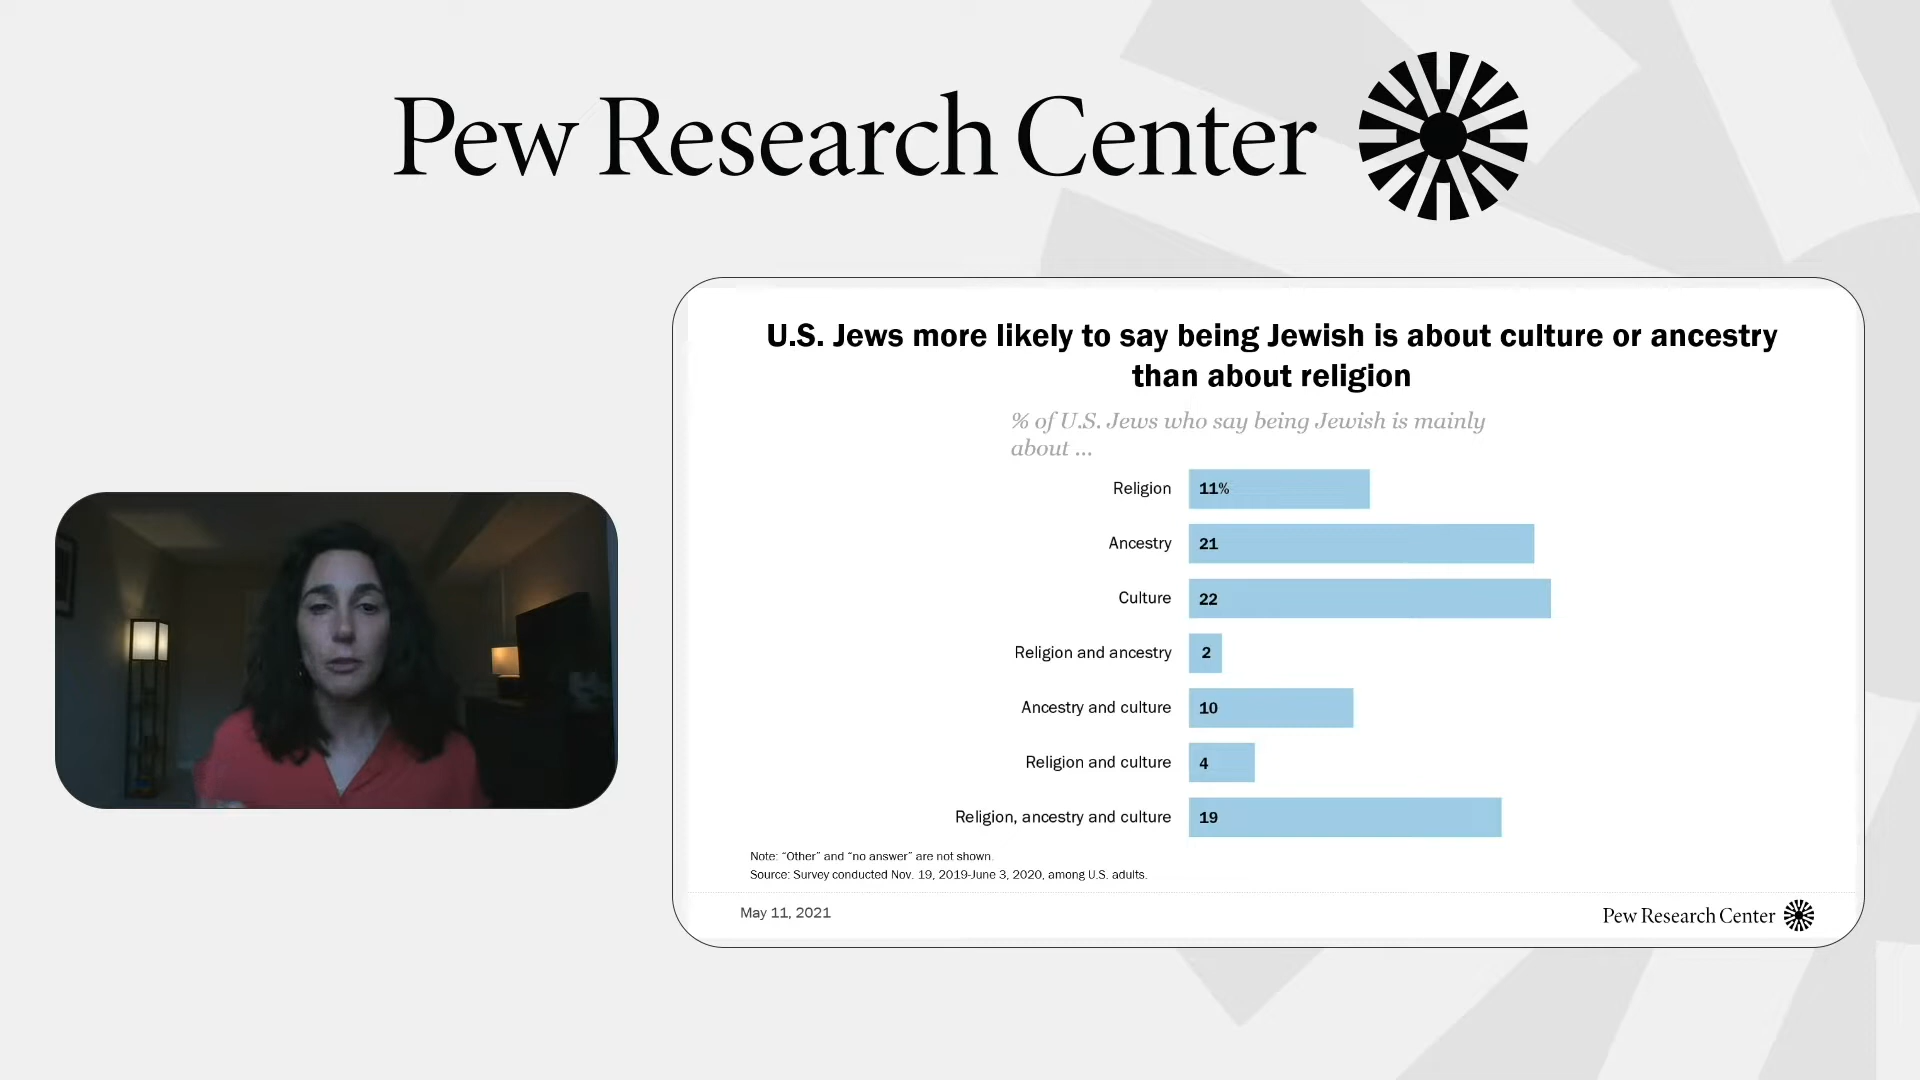 Pew Research Center
U.S. Jews more likely to say being Jewish is about culture or ancestry
than about religion
% of U.S. Jews who say being Jewish is mainly
about ...
Religion 11%
Ancestry 21
Culture 22
Religion and ancestry 2
Ancestry and culture 10
Religion and culture 4
Religion, ancestry and culture 19
Note: “Other” and “no answer” are not shown.
Source: Survey conducted Nov. 19, 2019-June 3, 2020, among U.S. adults.
May 11, 2021
Pew Research Center